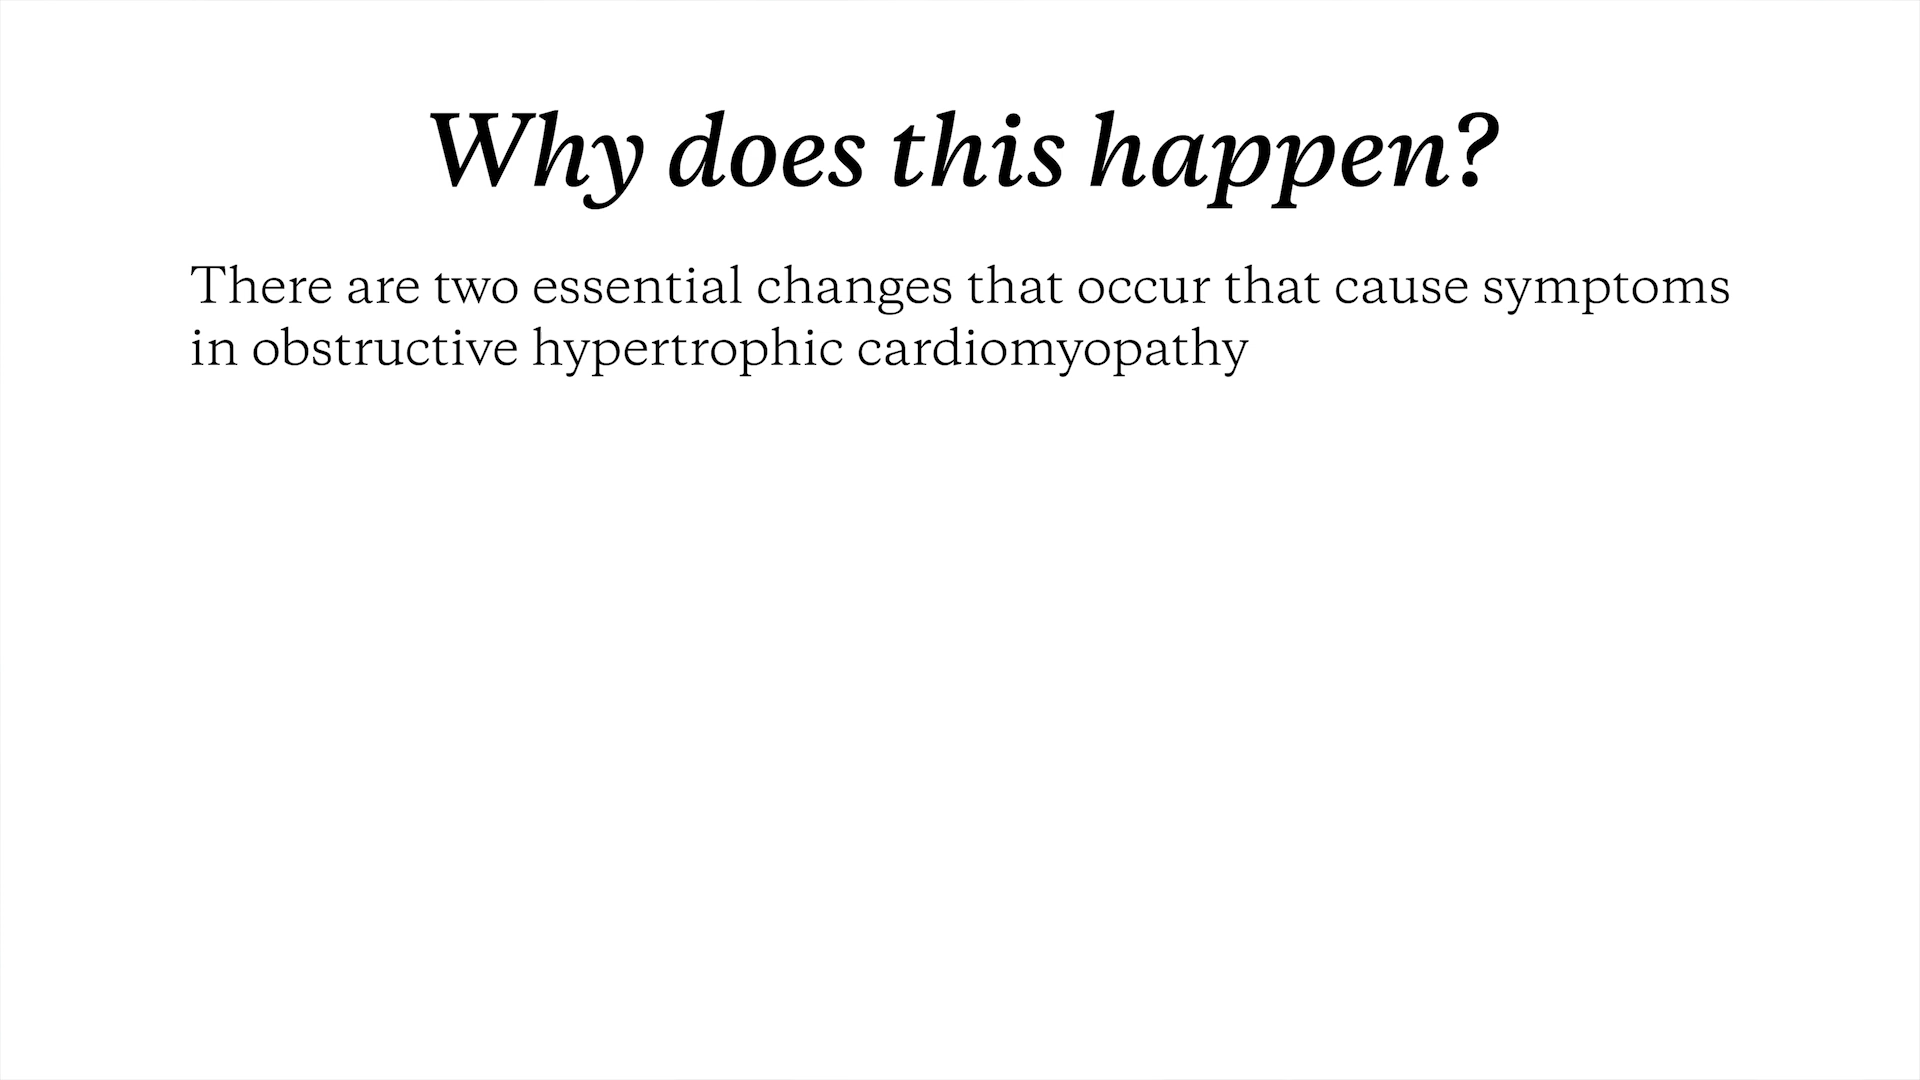 Why does this happen?
There are two essential changes that occur that cause symptoms
in obstructive hypertrophic cardiomyopathy